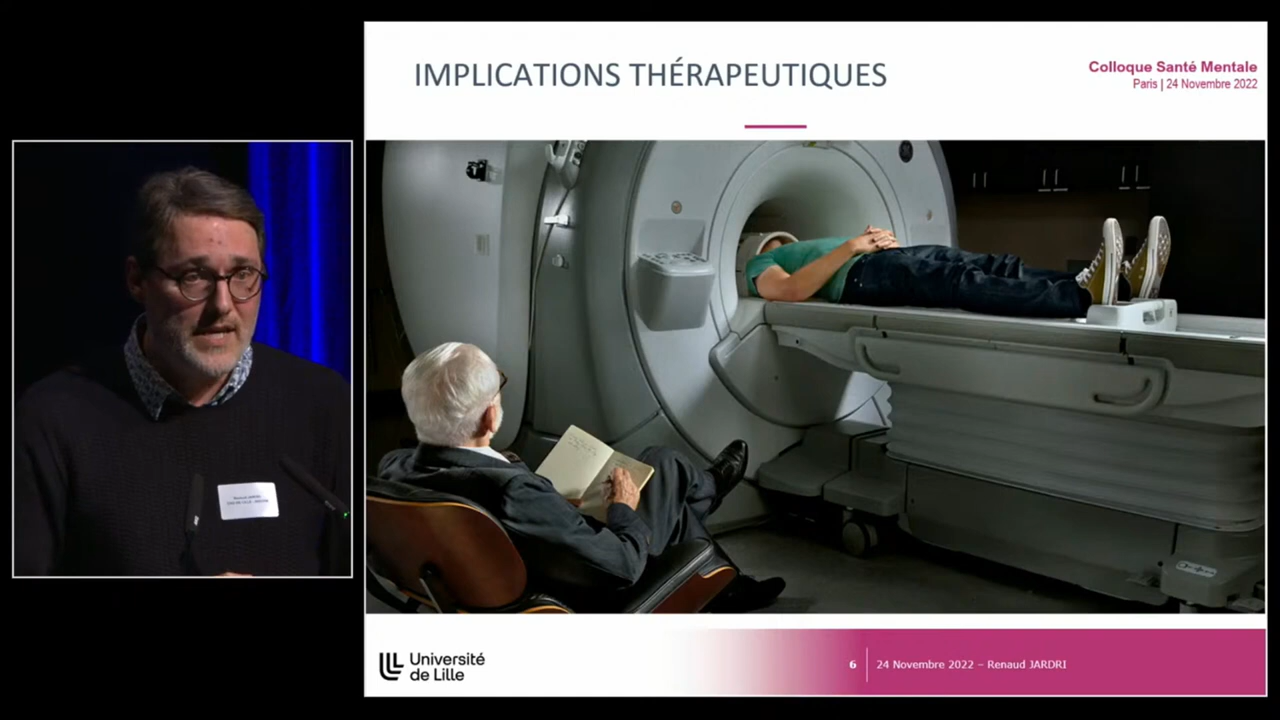 IMPLICATIONS THÉRAPEUTIQUES
Colloque Santé Mentale
Paris | 24 Novembre 2022
Université
de Lille
6
24 Novembre 2022 – Renaud JARDRI